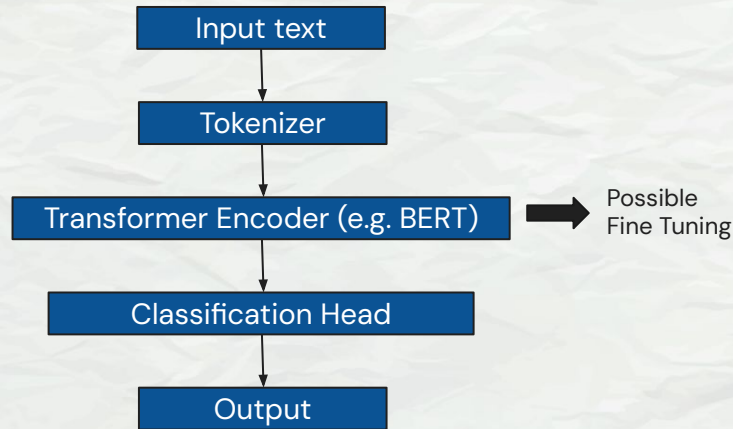 Input text
Tokenizer
Transformer Encoder (e.g. BERT)
Possible
Fine Tuning
Classification Head
Output